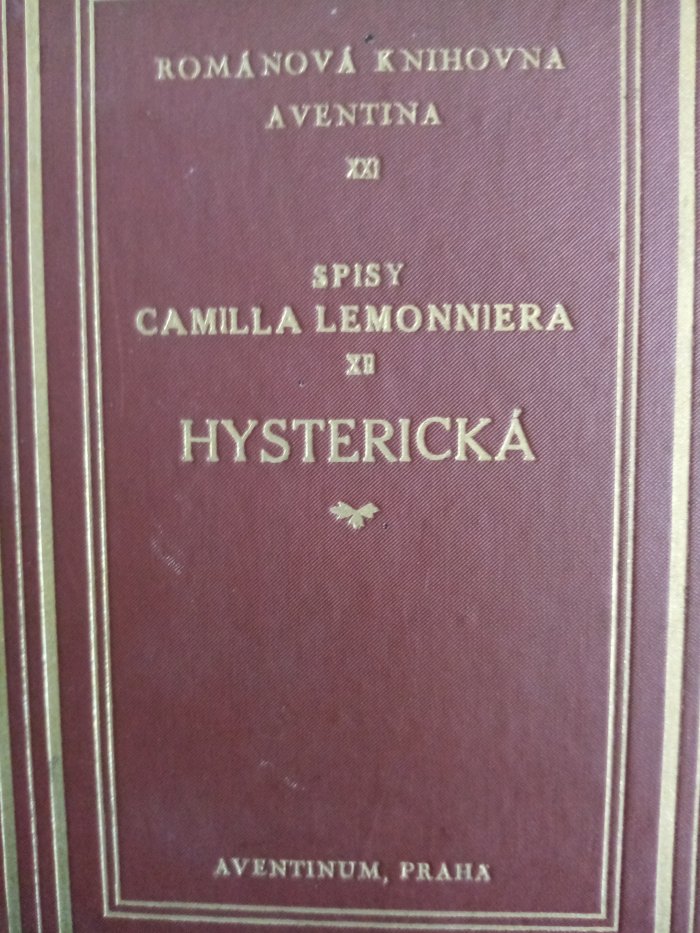 ROMÁNOVÁ KNIHOVNA
AVENTINA
XXI
SPISY
CAMILLA LEMONNIERA
XII
HYSTERICKÁ
AVENTINUM, PRAHA